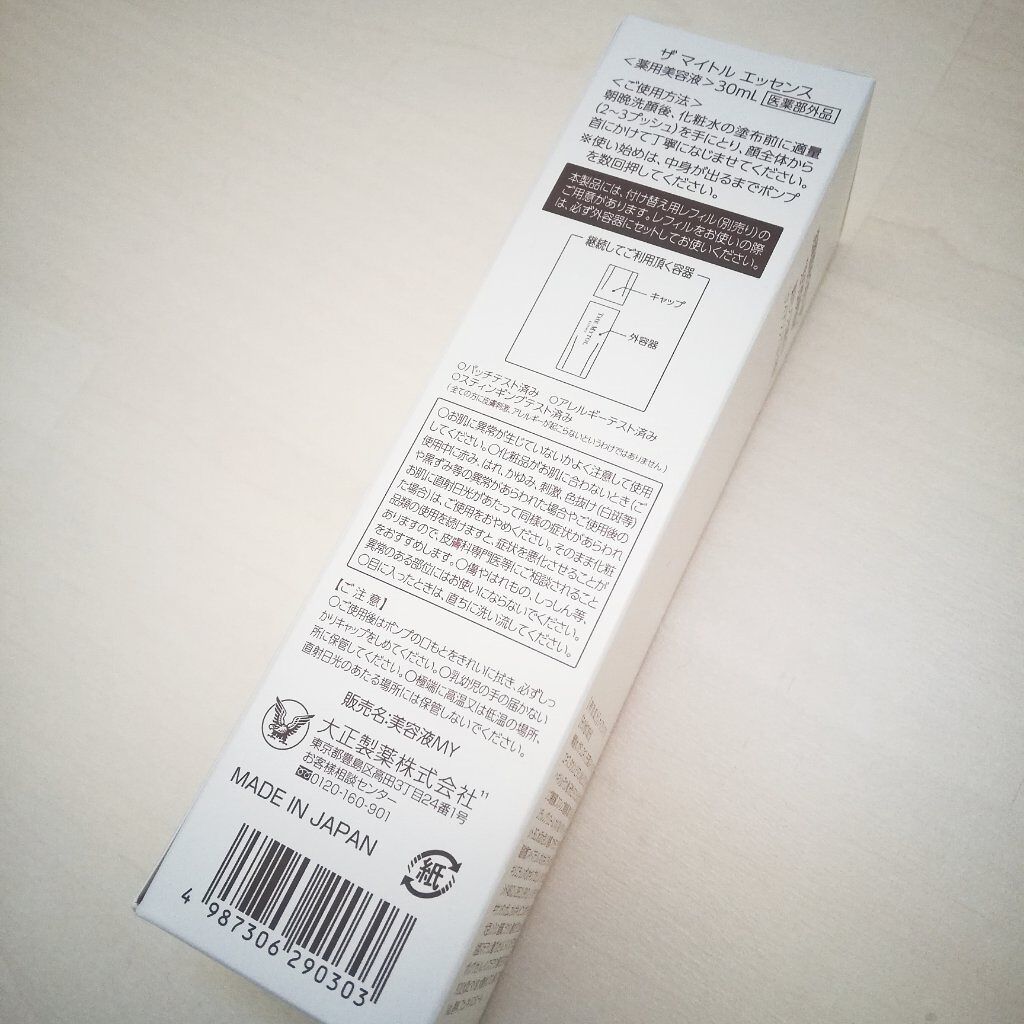 ザ マイトル エッセンス
＜薬用美容液＞30mL 医薬部外品
＜ご使用方法＞
朝晩洗顔後、化粧水の塗布前に適量
(2～3プッシュ)を手にとり、顔全体から
首にかけて丁寧になじませてください。
※使い始めは、中身が出るまでポンプ
を数回押してください。
本製品には、付け替え用レフィル(別売り)の
ご用意があります。レフィルをお使いの際
は、必ず外容器にセットしてお使いください。
継続してご利用頂く容器
キャップ
外容器
○パッチテスト済み ○アレルギーテスト済み
○スティンギングテスト済み
(全ての方に皮膚刺激、アレルギーが起こらないというわけではありません)
○お肌に異常が生じていないかよく注意して使用
してください。○化粧品がお肌に合わないとき(ご
使用中に赤み、はれ、かゆみ、刺激、色抜け(白斑等)
や黒ずみ等の異常があらわれた場合やご使用後の
お肌に直射日光があたって同様の症状があらわれ
た場合)は、ご使用をおやめください。そのまま化粧
品類の使用を続けますと、症状を悪化させることが
ありますので、皮膚科専門医等にご相談されること
をおすすめします。○傷やはれもの、しっしん等、
異常のある部位にはお使いにならないでください。
○目に入ったときは、直ちに洗い流してください。
【ご注意】
○ご使用後はポンプの口もとをきれいに拭き、必ずしっ
かりキャップをしめてください。○乳幼児の手の届かない
所に保管してください。○極端に高温又は低温の場所、
直射日光のあたる場所には保管しないでください。
販売名:美容液MY
大正製薬株式会社 11
東京都豊島区高田3丁目24番1号
お客様相談センター
0120-160-901
MADE IN JAPAN
紙
4 987306 290303